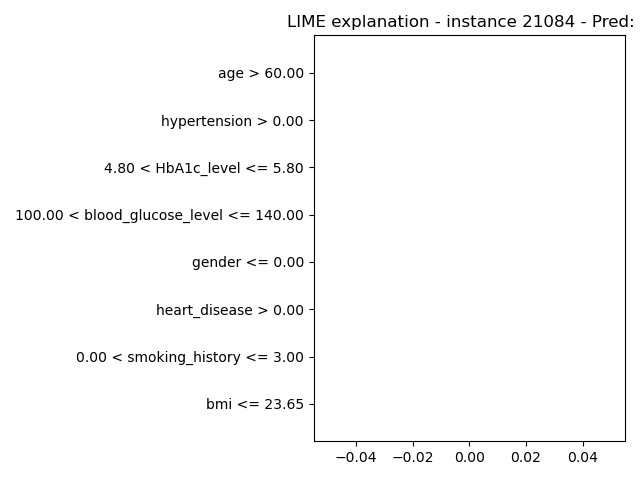 LIME explanation - instance 21084 - Pred:
age > 60.00
hypertension > 0.00
4.80 < HbA1c_level <= 5.80
100.00 < blood_glucose_level <= 140.00
gender <= 0.00
heart_disease > 0.00
0.00 < smoking_history <= 3.00
bmi <= 23.65
−0.04 −0.02 0.00 0.02 0.04